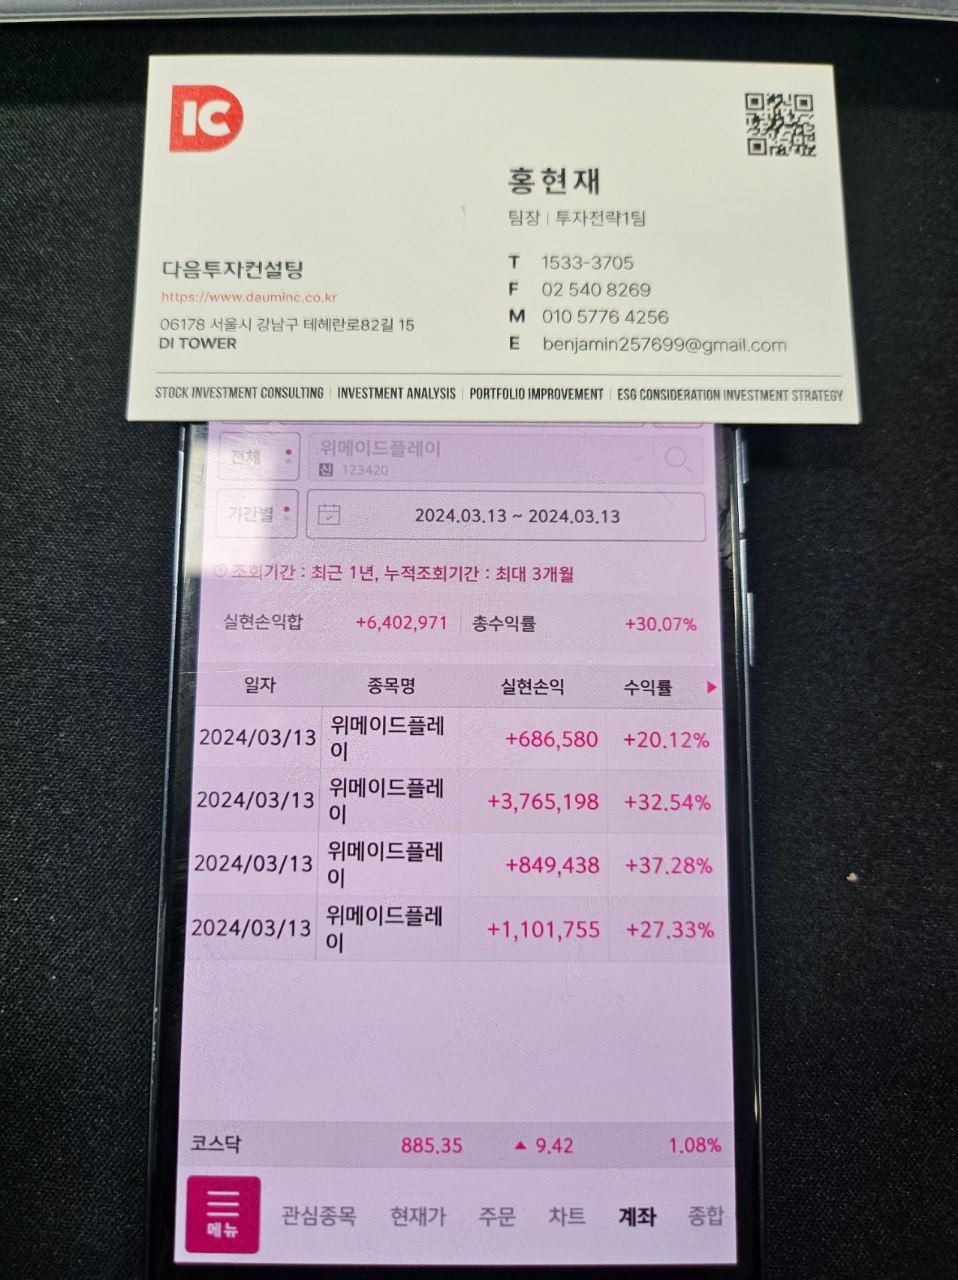 IC
홍현재
팀장 | 투자전략1팀
다음투자컨설팅
https://www.dauminc.co.kr
06178 서울시 강남구 테헤란로82길 15
DI TOWER
T 1533-3705
F 02 540 8269
M 010 5776 4256
E benjamin257699@gmail.com
STOCK INVESTMENT CONSULTING | INVESTMENT ANALYSIS | PORTFOLIO IMPROVEMENT | ESG CONSIDERATION INVESTMENT STRATEGY
전체 위메이드플레이
신 123420
기간별 2024.03.13 ~ 2024.03.13
조회기간 : 최근 1년, 누적조회기간 : 최대 3개월
실현손익합 +6,402,971 총수익률 +30.07%
일자 종목명 실현손익 수익률
2024/03/13 위메이드플레이 +686,580 +20.12%
2024/03/13 위메이드플레이 +3,765,198 +32.54%
2024/03/13 위메이드플레이 +849,438 +37.28%
2024/03/13 위메이드플레이 +1,101,755 +27.33%
코스닥 885.35 ▲ 9.42 1.08%
메뉴 관심종목 현재가 주문 차트 계좌 종합